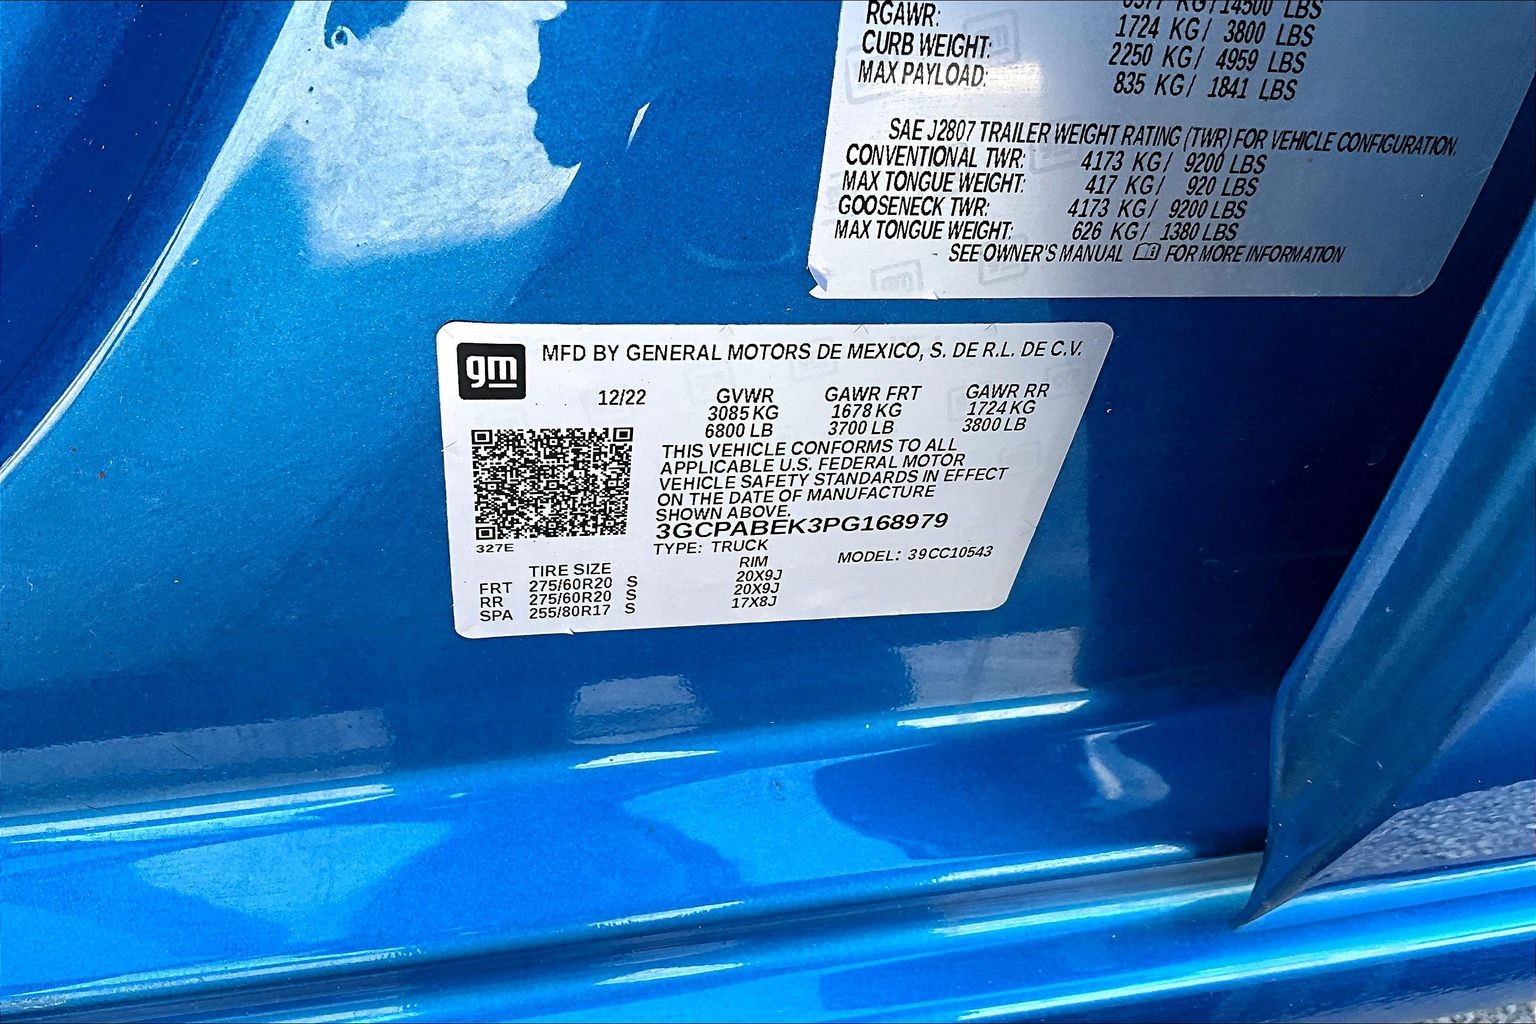 RGAWR: 1724 KG/ 3800 LBS
CURB WEIGHT: 2250 KG/ 4959 LBS
MAX PAYLOAD: 835 KG/ 1841 LBS
SAE J2807 TRAILER WEIGHT RATING (TWR) FOR VEHICLE CONFIGURATION.
CONVENTIONAL TWR: 4173 KG/ 9200 LBS
MAX TONGUE WEIGHT: 417 KG/ 920 LBS
GOOSENECK TWR: 4173 KG/ 9200 LBS
MAX TONGUE WEIGHT: 626 KG/ 1380 LBS
SEE OWNER'S MANUAL FOR MORE INFORMATION
gm MFD BY GENERAL MOTORS DE MEXICO, S. DE R.L. DE C.V.
12/22 GVWR GAWR FRT GAWR RR
3085 KG 1678 KG 1724 KG
6800 LB 3700 LB 3800 LB
THIS VEHICLE CONFORMS TO ALL
APPLICABLE U.S. FEDERAL MOTOR
VEHICLE SAFETY STANDARDS IN EFFECT
ON THE DATE OF MANUFACTURE
SHOWN ABOVE.
3GCPABEK3PG168979
327E TYPE: TRUCK MODEL: 39CC10543
TIRE SIZE RIM
FRT 275/60R20 S 20X9J
RR 275/60R20 S 20X9J
SPA 255/80R17 S 17X8J